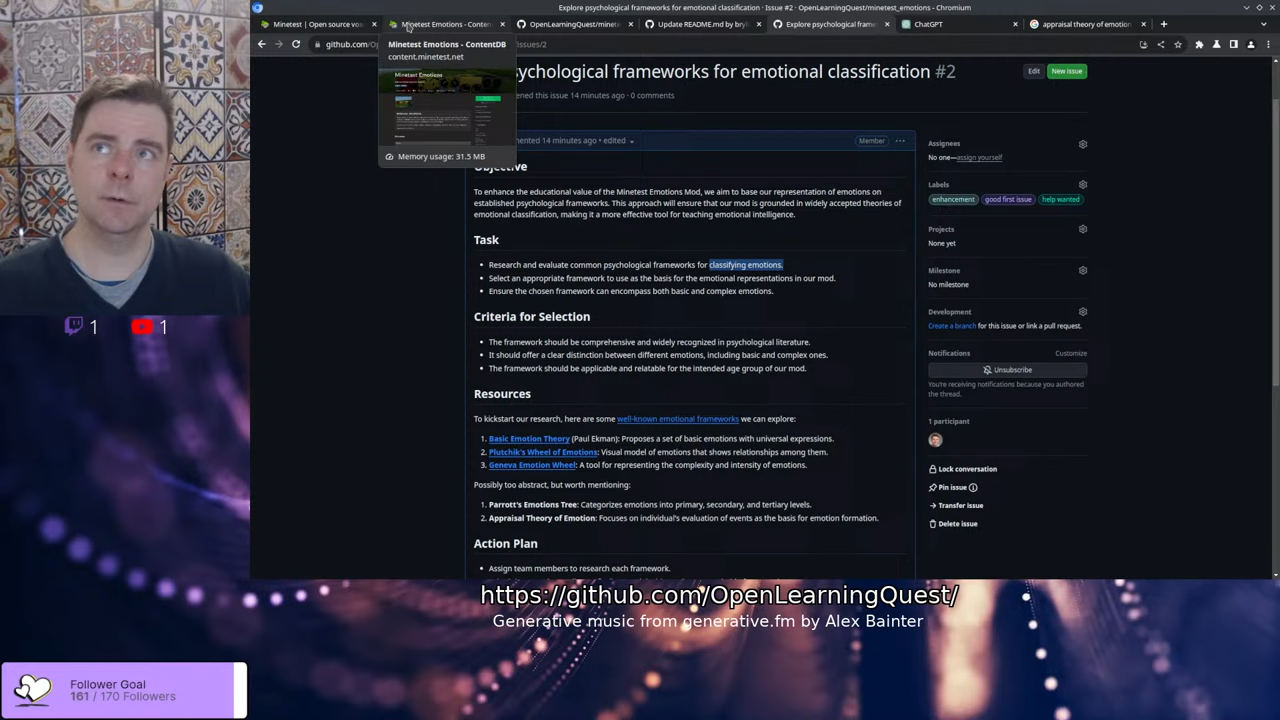 Explore psychological frameworks for emotional classification · Issue #2 · OpenLearningQuest/minetest_emotions - Chromium
Minetest | Open source vox
Minetest Emotions - Conten
OpenLearningQuest/minete
Update README.md by bryl
Explore psychological frame
ChatGPT
appraisal theory of emotion
github.com/Op
issues/2
Minetest Emotions - ContentDB
content.minetest.net
Minetest Emotions
Memory usage: 31.5 MB
sychological frameworks for emotional classification #2
Edit
New issue
ened this issue 14 minutes ago · 0 comments
ented 14 minutes ago • edited
Member
Objective
To enhance the educational value of the Minetest Emotions Mod, we aim to base our representation of emotions on
established psychological frameworks. This approach will ensure that our mod is grounded in widely accepted theories of
emotional classification, making it a more effective tool for teaching emotional intelligence.
Task
• Research and evaluate common psychological frameworks for classifying emotions.
• Select an appropriate framework to use as the basis for the emotional representations in our mod.
• Ensure the chosen framework can encompass both basic and complex emotions.
Criteria for Selection
• The framework should be comprehensive and widely recognized in psychological literature.
• It should offer a clear distinction between different emotions, including basic and complex ones.
• The framework should be applicable and relatable for the intended age group of our mod.
Resources
To kickstart our research, here are some well-known emotional frameworks we can explore:
1. Basic Emotion Theory (Paul Ekman): Proposes a set of basic emotions with universal expressions.
2. Plutchik's Wheel of Emotions: Visual model of emotions that shows relationships among them.
3. Geneva Emotion Wheel: A tool for representing the complexity and intensity of emotions.
Possibly too abstract, but worth mentioning:
1. Parrott's Emotions Tree: Categorizes emotions into primary, secondary, and tertiary levels.
2. Appraisal Theory of Emotion: Focuses on individual's evaluation of events as the basis for emotion formation.
Action Plan
• Assign team members to research each framework.
Assignees
No one—assign yourself
Labels
enhancement
good first issue
help wanted
Projects
None yet
Milestone
No milestone
Development
Create a branch for this issue or link a pull request.
Notifications
Customize
Unsubscribe
You're receiving notifications because you authored
the thread.
1 participant
Lock conversation
Pin issue
Transfer issue
Delete issue
1
1
https://github.com/OpenLearningQuest/
Generative music from generative.fm by Alex Bainter
Follower Goal
161 / 170 Followers